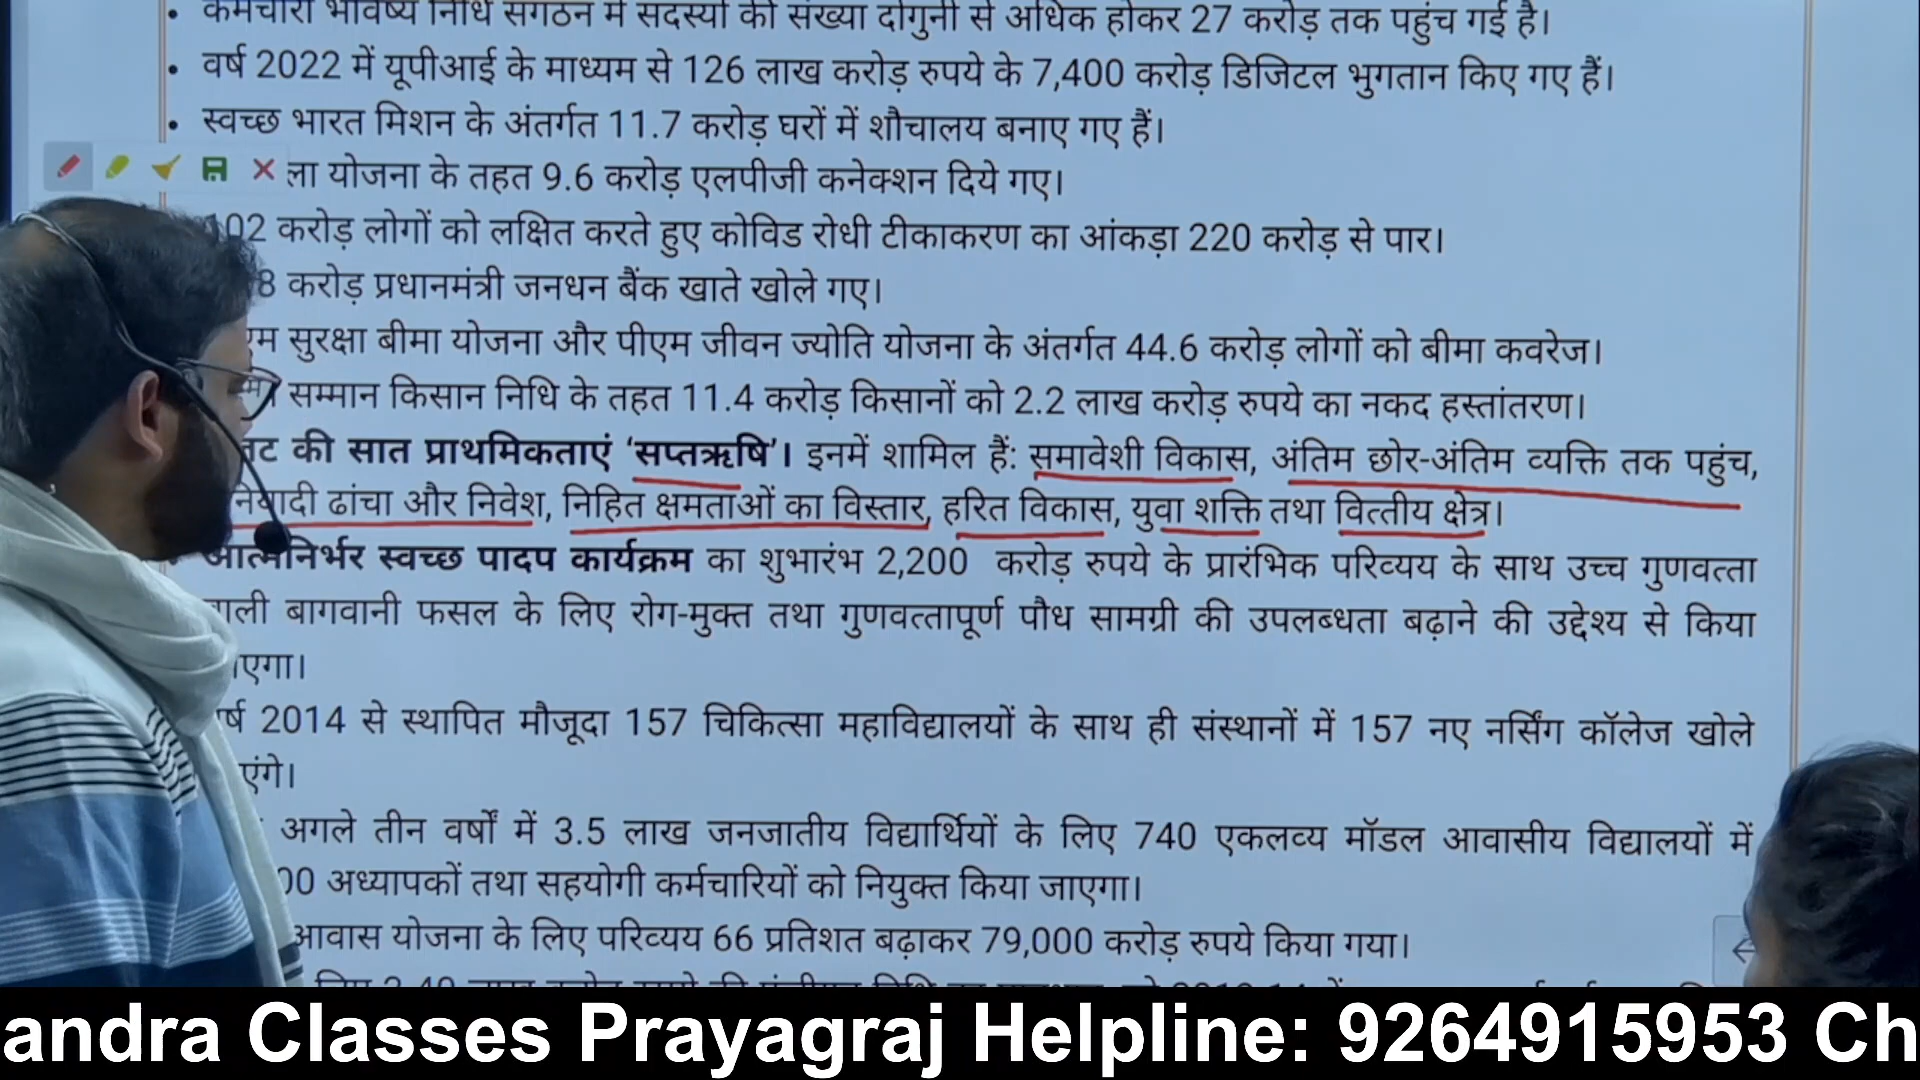 • कर्मचारी भविष्य निधि संगठन में सदस्यों की संख्या दोगुनी से अधिक होकर 27 करोड़ तक पहुंच गई है।
• वर्ष 2022 में यूपीआई के माध्यम से 126 लाख करोड़ रुपये के 7,400 करोड़ डिजिटल भुगतान किए गए हैं।
• स्वच्छ भारत मिशन के अंतर्गत 11.7 करोड़ घरों में शौचालय बनाए गए हैं।
ला योजना के तहत 9.6 करोड़ एलपीजी कनेक्शन दिये गए।
102 करोड़ लोगों को लक्षित करते हुए कोविड रोधी टीकाकरण का आंकड़ा 220 करोड़ से पार।
8 करोड़ प्रधानमंत्री जनधन बैंक खाते खोले गए।
सुरक्षा बीमा योजना और पीएम जीवन ज्योति योजना के अंतर्गत 44.6 करोड़ लोगों को बीमा कवरेज।
सम्मान किसान निधि के तहत 11.4 करोड़ किसानों को 2.2 लाख करोड़ रुपये का नकद हस्तांतरण।
की सात प्राथमिकताएं ‘सप्तऋषि’। इनमें शामिल हैं: समावेशी विकास, अंतिम छोर-अंतिम व्यक्ति तक पहुंच,
ढांचा और निवेश, निहित क्षमताओं का विस्तार, हरित विकास, युवा शक्ति तथा वित्तीय क्षेत्र।
आत्मनिर्भर स्वच्छ पादप कार्यक्रम का शुभारंभ 2,200 करोड़ रुपये के प्रारंभिक परिव्यय के साथ उच्च गुणवत्ता
बागवानी फसल के लिए रोग-मुक्त तथा गुणवत्तापूर्ण पौध सामग्री की उपलब्धता बढ़ाने की उद्देश्य से किया
एगा।
2014 से स्थापित मौजूदा 157 चिकित्सा महाविद्यालयों के साथ ही संस्थानों में 157 नए नर्सिंग कॉलेज खोले
एंगे।
अगले तीन वर्षों में 3.5 लाख जनजातीय विद्यार्थियों के लिए 740 एकलव्य मॉडल आवासीय विद्यालयों में
00 अध्यापकों तथा सहयोगी कर्मचारियों को नियुक्त किया जाएगा।
आवास योजना के लिए परिव्यय 66 प्रतिशत बढ़ाकर 79,000 करोड़ रुपये किया गया।
andra Classes Prayagraj Helpline: 9264915953 Ch